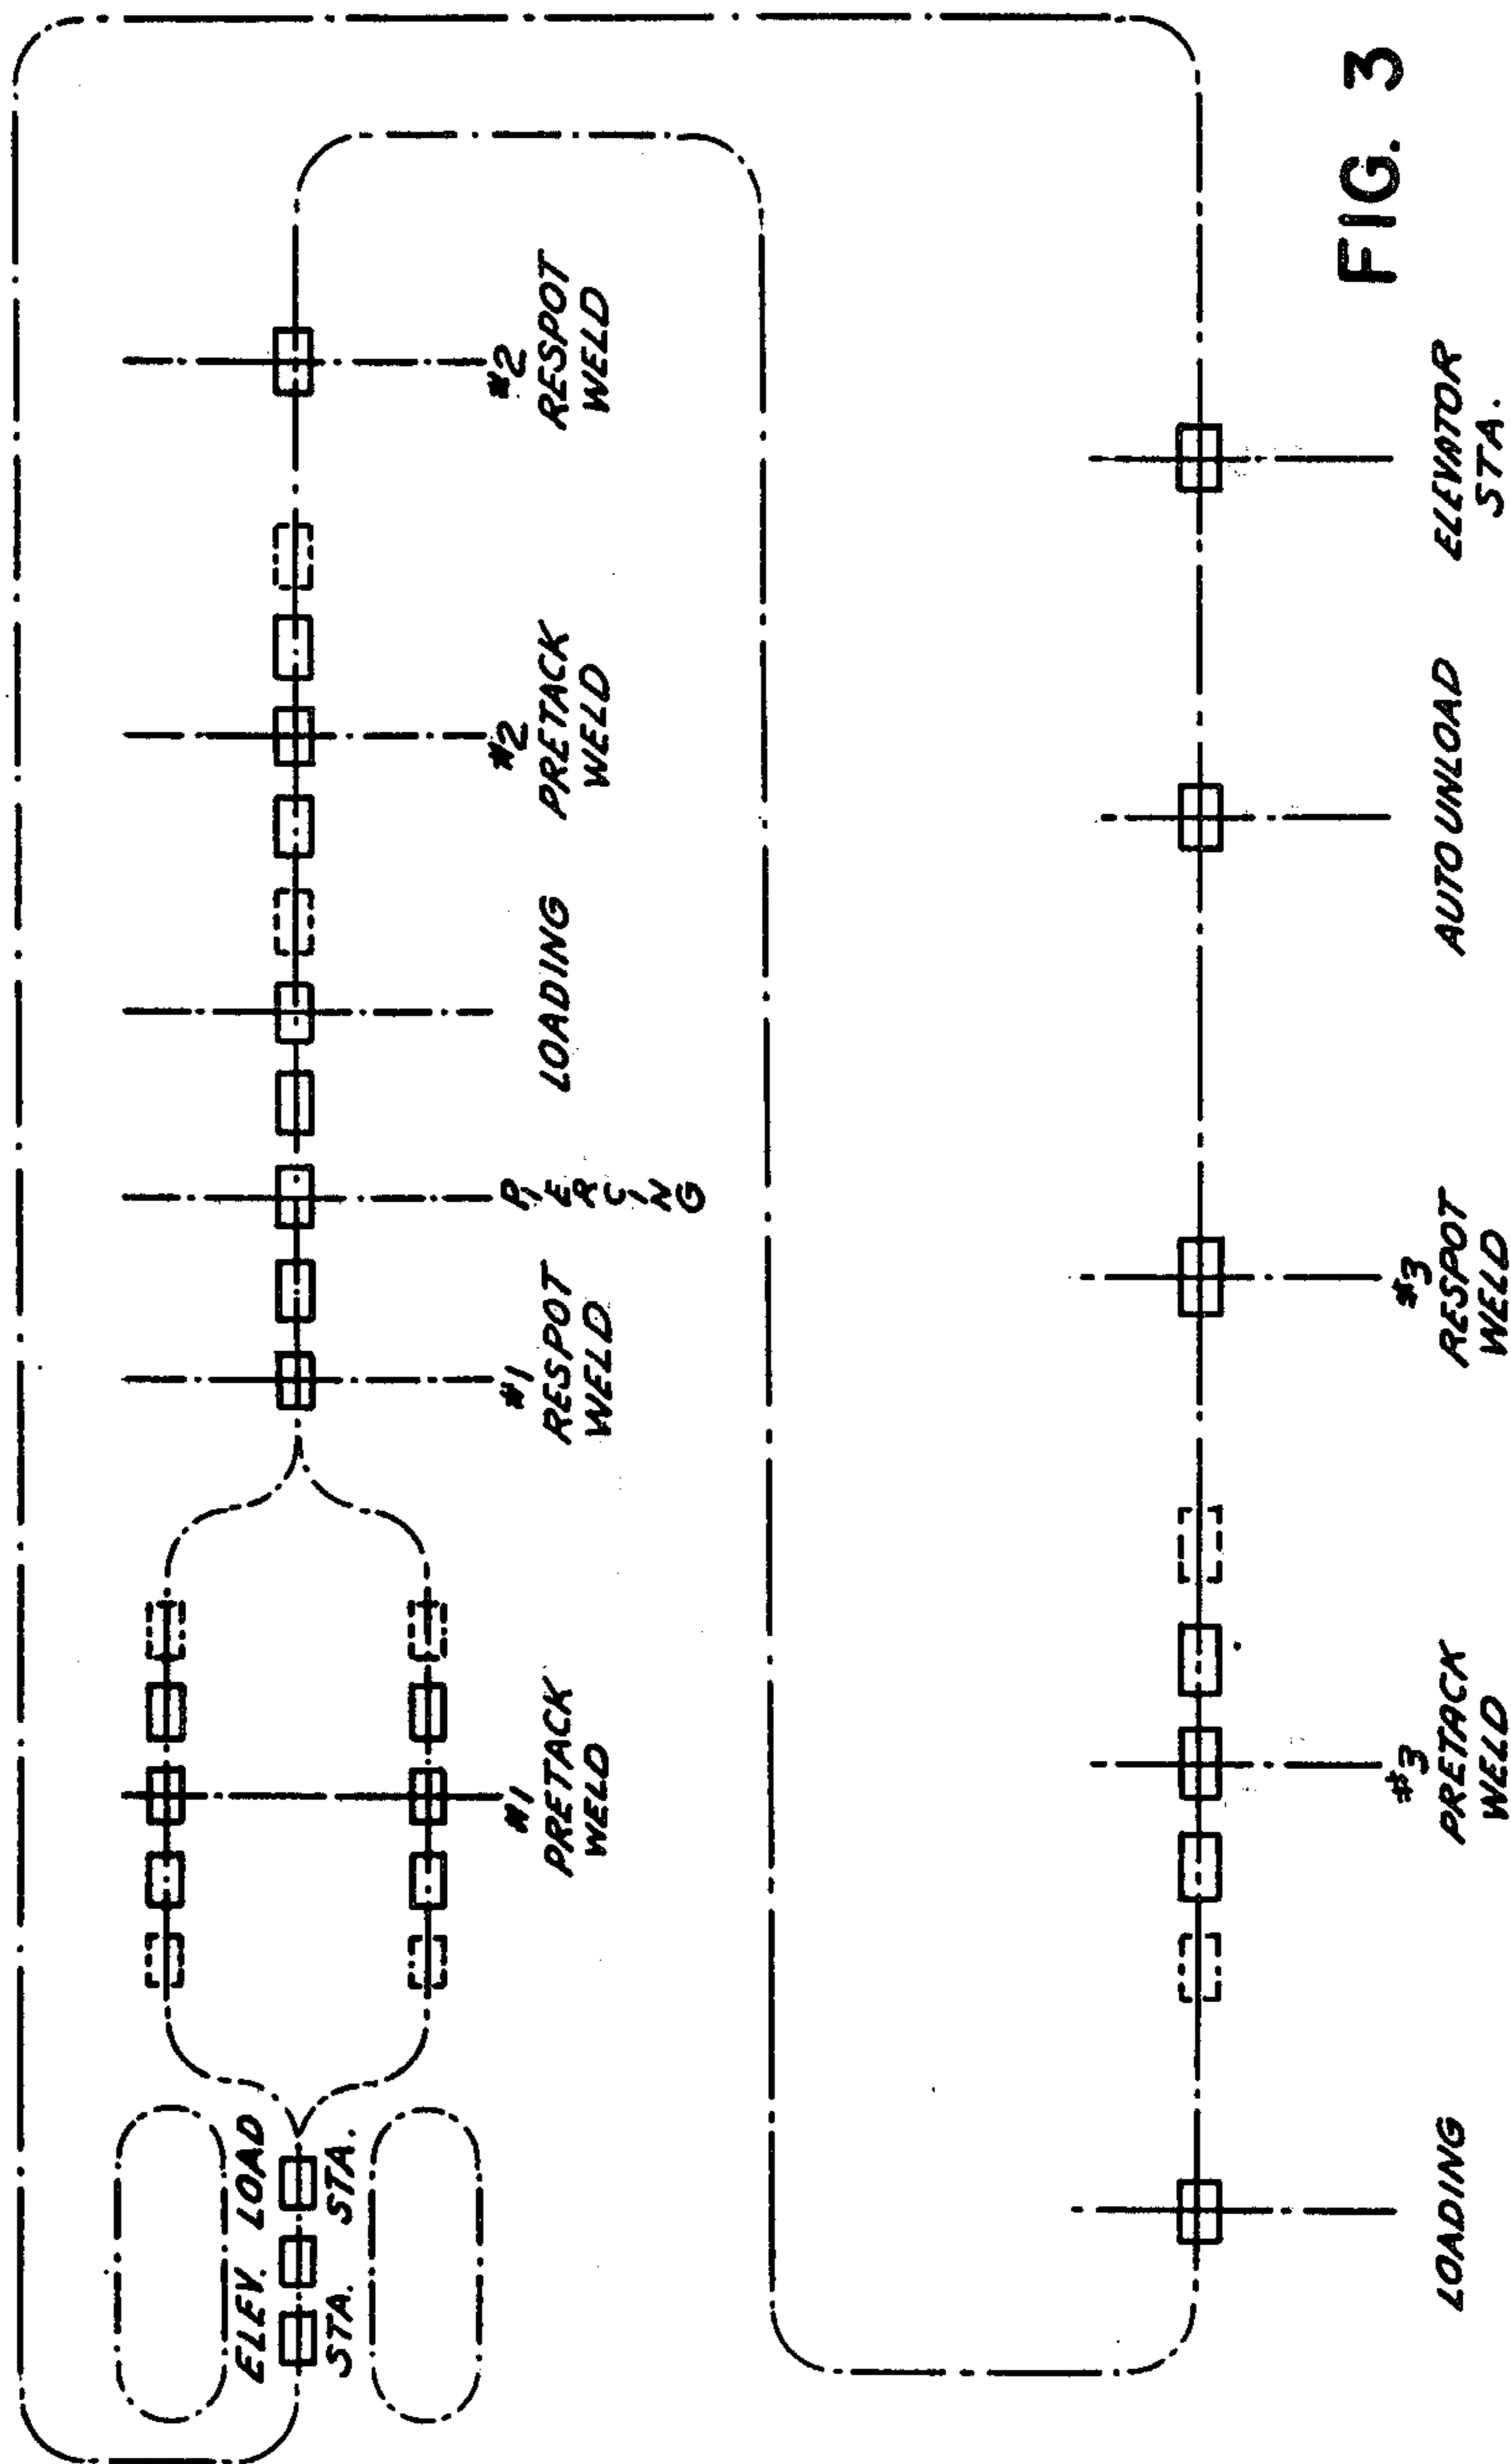 ELEV. LOAD
STA. STA.
#1
PRETACK
WELD
#1
RESPOT
WELD
PIERCING
LOADING
#2
PRETACK
WELD
#2
RESPOT
WELD
LOADING
#3
PRETACK
WELD
#3
RESPOT
WELD
AUTO UNLOAD
ELEVATOR
STA.
FIG. 3